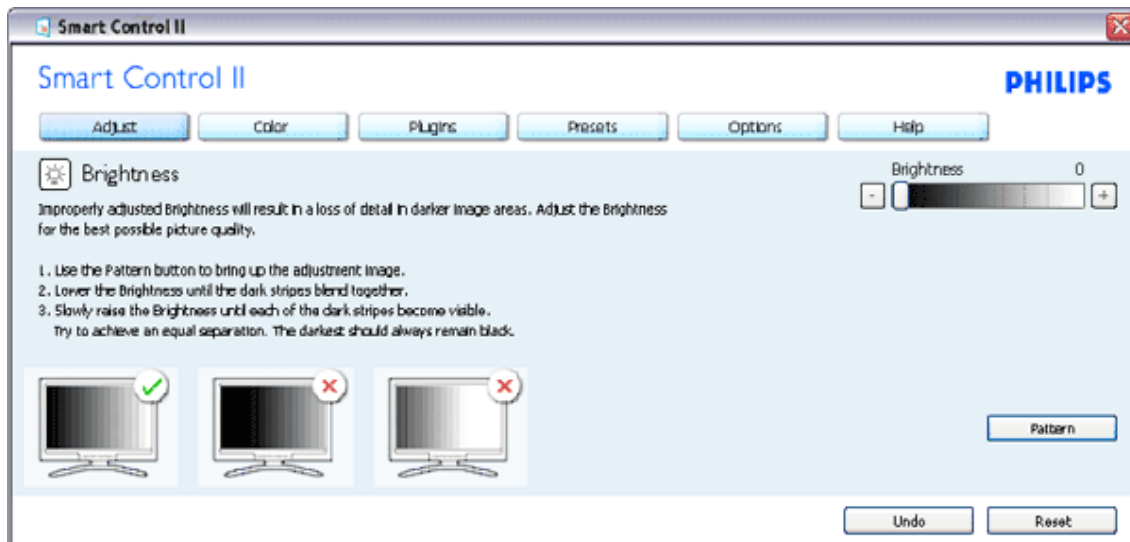 Smart Control II
Smart Control II
PHILIPS
Adjust Color Plugins Presets Options Help
Brightness
Brightness 0
- +
Improperly adjusted Brightness will result in a loss of detail in darker image areas. Adjust the Brightness
for the best possible picture quality.
1. Use the Pattern button to bring up the adjustment image.
2. Lower the Brightness until the dark stripes blend together.
3. Slowly raise the Brightness until each of the dark stripes become visible.
Try to achieve an equal separation. The darkest should always remain black.
Pattern
Undo Reset